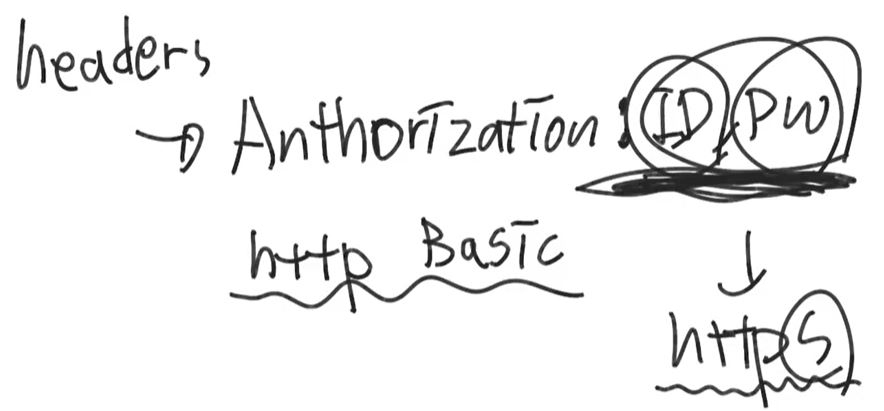 headers
→ Anthorization : ID, PW
http Basic
↓
https